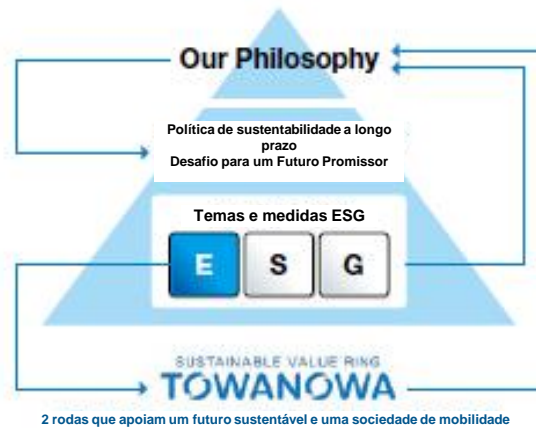 Our Philosophy
Política de sustentabilidade a longo
prazo
Desafio para um Futuro Promissor
Temas e medidas ESG
E S G
SUSTAINABLE VALUE RING
TOWANOWA
2 rodas que apoiam um futuro sustentável e uma sociedade de mobilidade